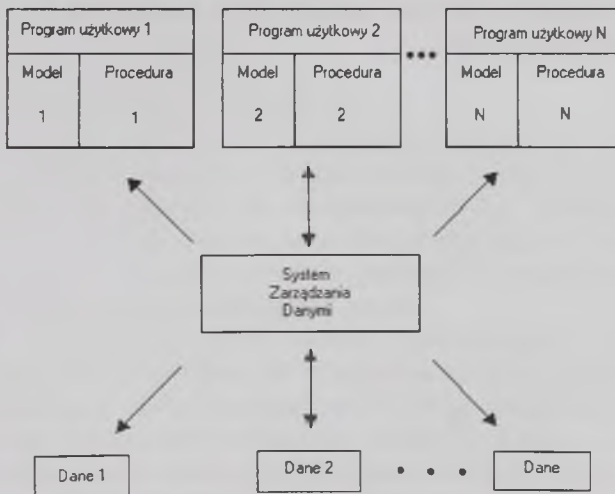 Program użytkowy 1
Model
Procedura
1
1
Program użytkowy 2
Model
Procedura
2
2
•••
Program użytkowy N
Model
Procedura
N
N
System
Zarządzania
Danymi
Dane 1
Dane 2
• • •
Dane